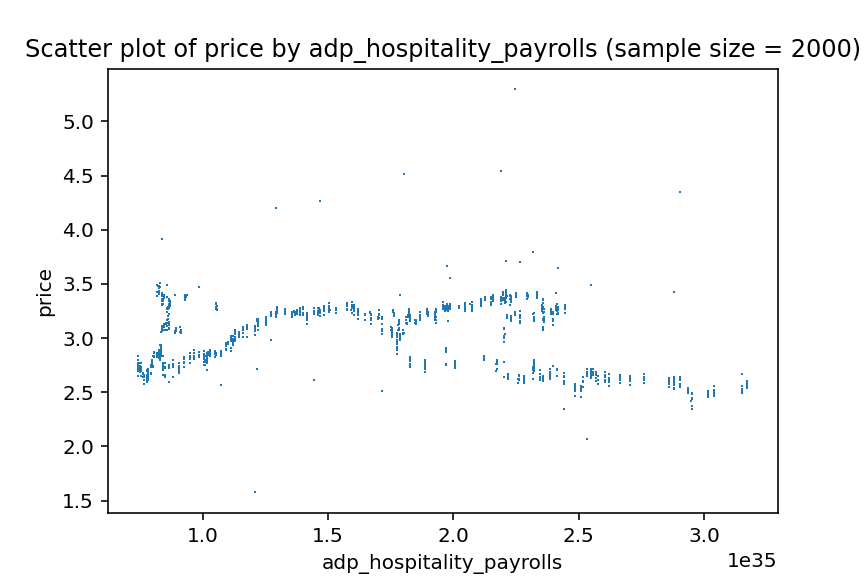 Scatter plot of price by adp_hospitality_payrolls (sample size = 2000)
price
5.0
4.5
4.0
3.5
3.0
2.5
2.0
1.5
1.0 1.5 2.0 2.5 3.0
1e35
adp_hospitality_payrolls